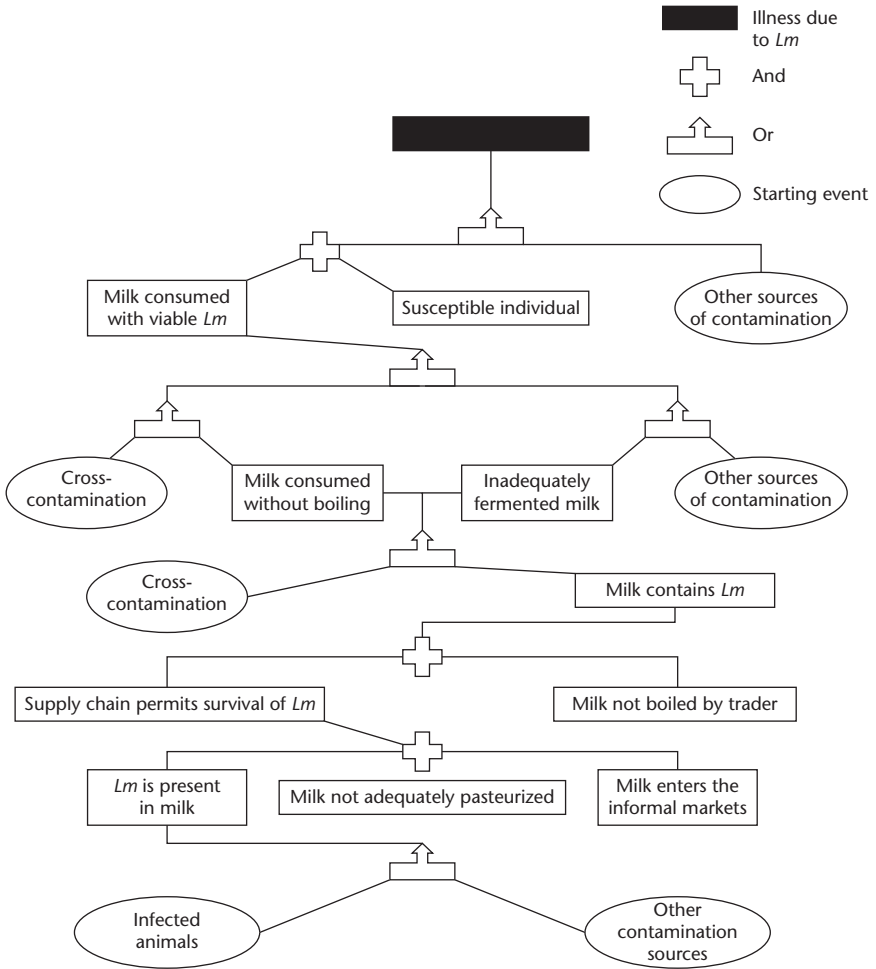 Illness due
to Lm
And
Or
Starting event
Milk consumed
with viable Lm
Susceptible individual
Other sources
of contamination
Cross-
contamination
Milk consumed
without boiling
Inadequately
fermented milk
Other sources
of contamination
Cross-
contamination
Milk contains Lm
Supply chain permits survival of Lm
Milk not boiled by trader
Lm is present
in milk
Milk not adequately pasteurized
Milk enters the
informal markets
Infected
animals
Other
contamination
sources